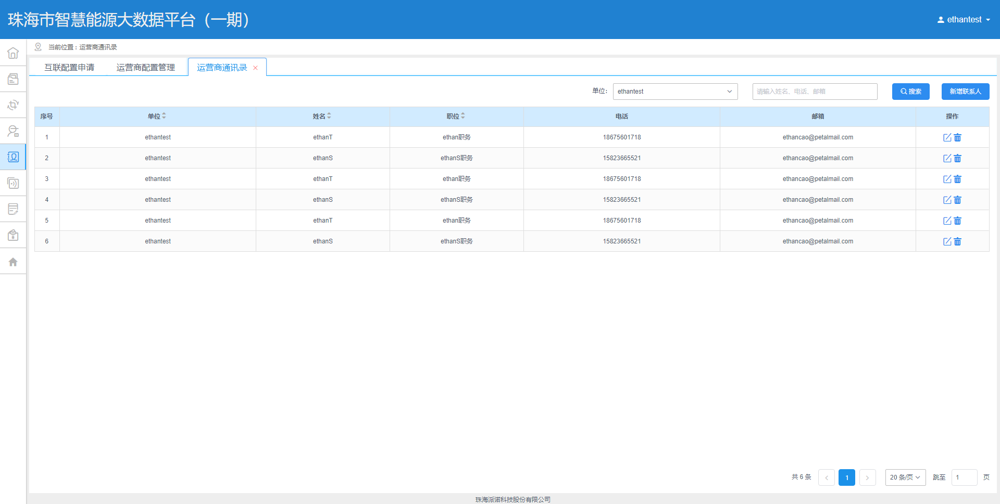 珠海市智慧能源大数据平台（一期）
ethantest
当前位置：运营商通讯录
互联配置申请 运营商配置管理 运营商通讯录
单位： ethantest 请输入姓名、电话、邮箱 搜索 新增联系人
序号 单位 姓名 职位 电话 邮箱 操作
1 ethantest ethanT ethan职务 18675601718 ethancao@petalmail.com
2 ethantest ethanS ethanS职务 15823665521 ethancao@petalmail.com
3 ethantest ethanT ethan职务 18675601718 ethancao@petalmail.com
4 ethantest ethanS ethanS职务 15823665521 ethancao@petalmail.com
5 ethantest ethanT ethan职务 18675601718 ethancao@petalmail.com
6 ethantest ethanS ethanS职务 15823665521 ethancao@petalmail.com
共 6 条 1 20 条/页 跳至 1 页
珠海派诺科技股份有限公司